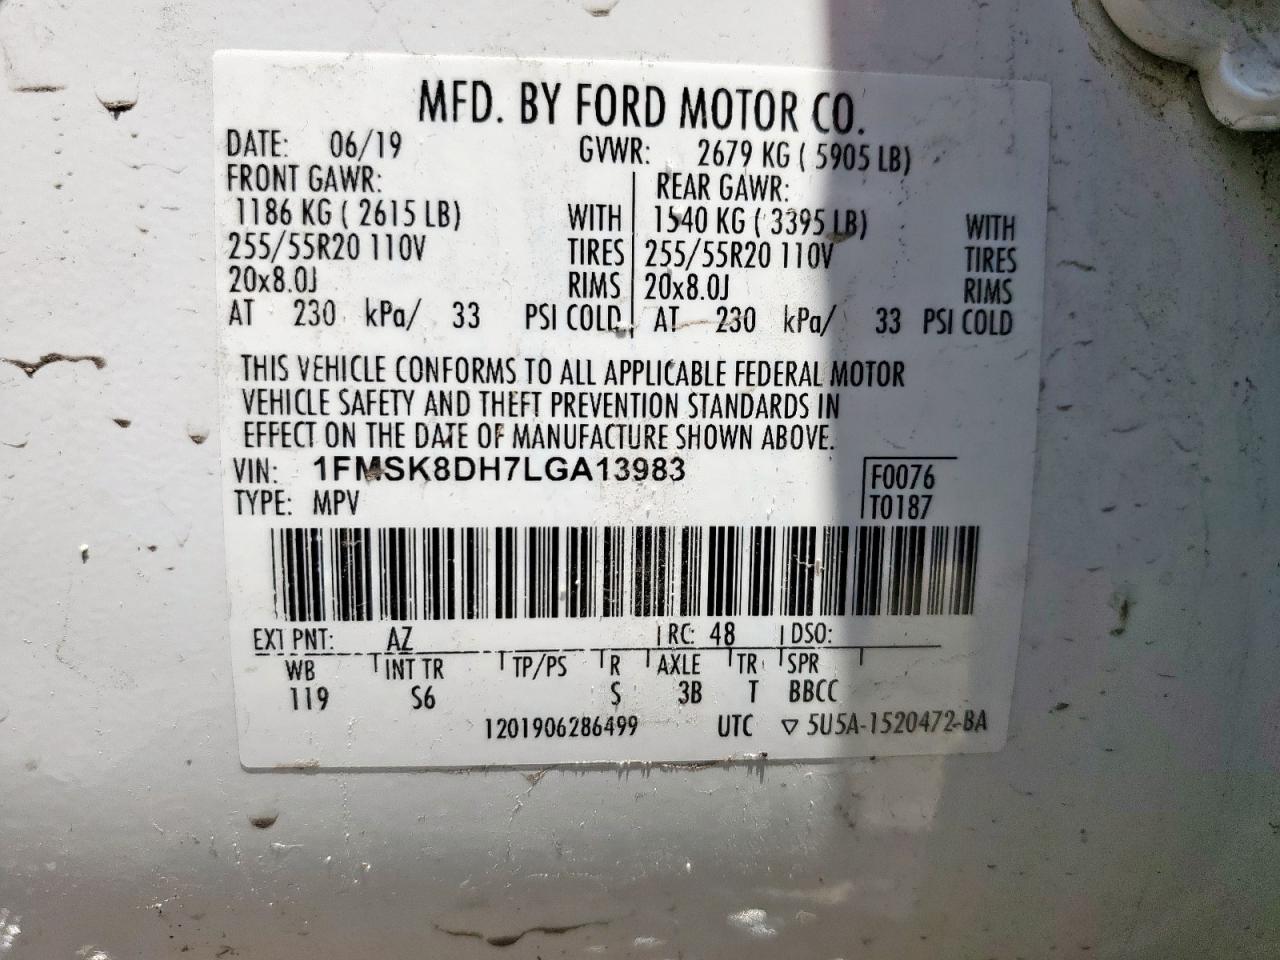 MFD. BY FORD MOTOR CO.
DATE: 06/19 GVWR: 2679 KG ( 5905 LB)
FRONT GAWR: REAR GAWR:
1186 KG ( 2615 LB) WITH 1540 KG ( 3395 LB) WITH
255/55R20 110V TIRES 255/55R20 110V TIRES
20x8.0J RIMS 20x8.0J RIMS
AT 230 kPa/ 33 PSI COLD AT 230 kPa/ 33 PSI COLD
THIS VEHICLE CONFORMS TO ALL APPLICABLE FEDERAL MOTOR
VEHICLE SAFETY AND THEFT PREVENTION STANDARDS IN
EFFECT ON THE DATE OF MANUFACTURE SHOWN ABOVE.
VIN: 1FMSK8DH7LGA13983 F0076
TYPE: MPV T0187
EXT PNT: AZ RC: 48 DSO:
WB INT TR TP/PS R AXLE TR SPR
119 S6 S 3B T BBCC
1201906286499 UTC ▽ 5U5A-1520472-BA